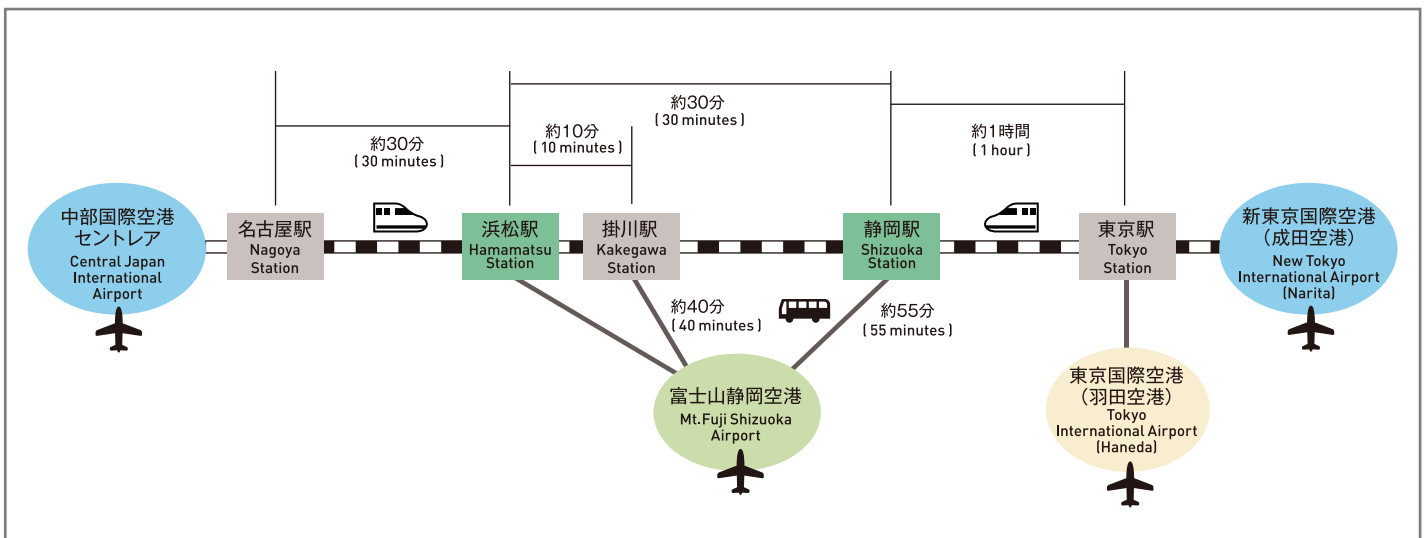 約30分
( 30 minutes )
約10分
( 10 minutes )
約30分
( 30 minutes )
約1時間
( 1 hour )
中部国際空港
セントレア
Central Japan
International
Airport
名古屋駅
Nagoya
Station
浜松駅
Hamamatsu
Station
掛川駅
Kakegawa
Station
静岡駅
Shizuoka
Station
東京駅
Tokyo
Station
新東京国際空港
（成田空港）
New Tokyo
International Airport
(Narita)
約40分
( 40 minutes )
約55分
( 55 minutes )
富士山静岡空港
Mt.Fuji Shizuoka
Airport
東京国際空港
（羽田空港）
Tokyo
International Airport
(Haneda)